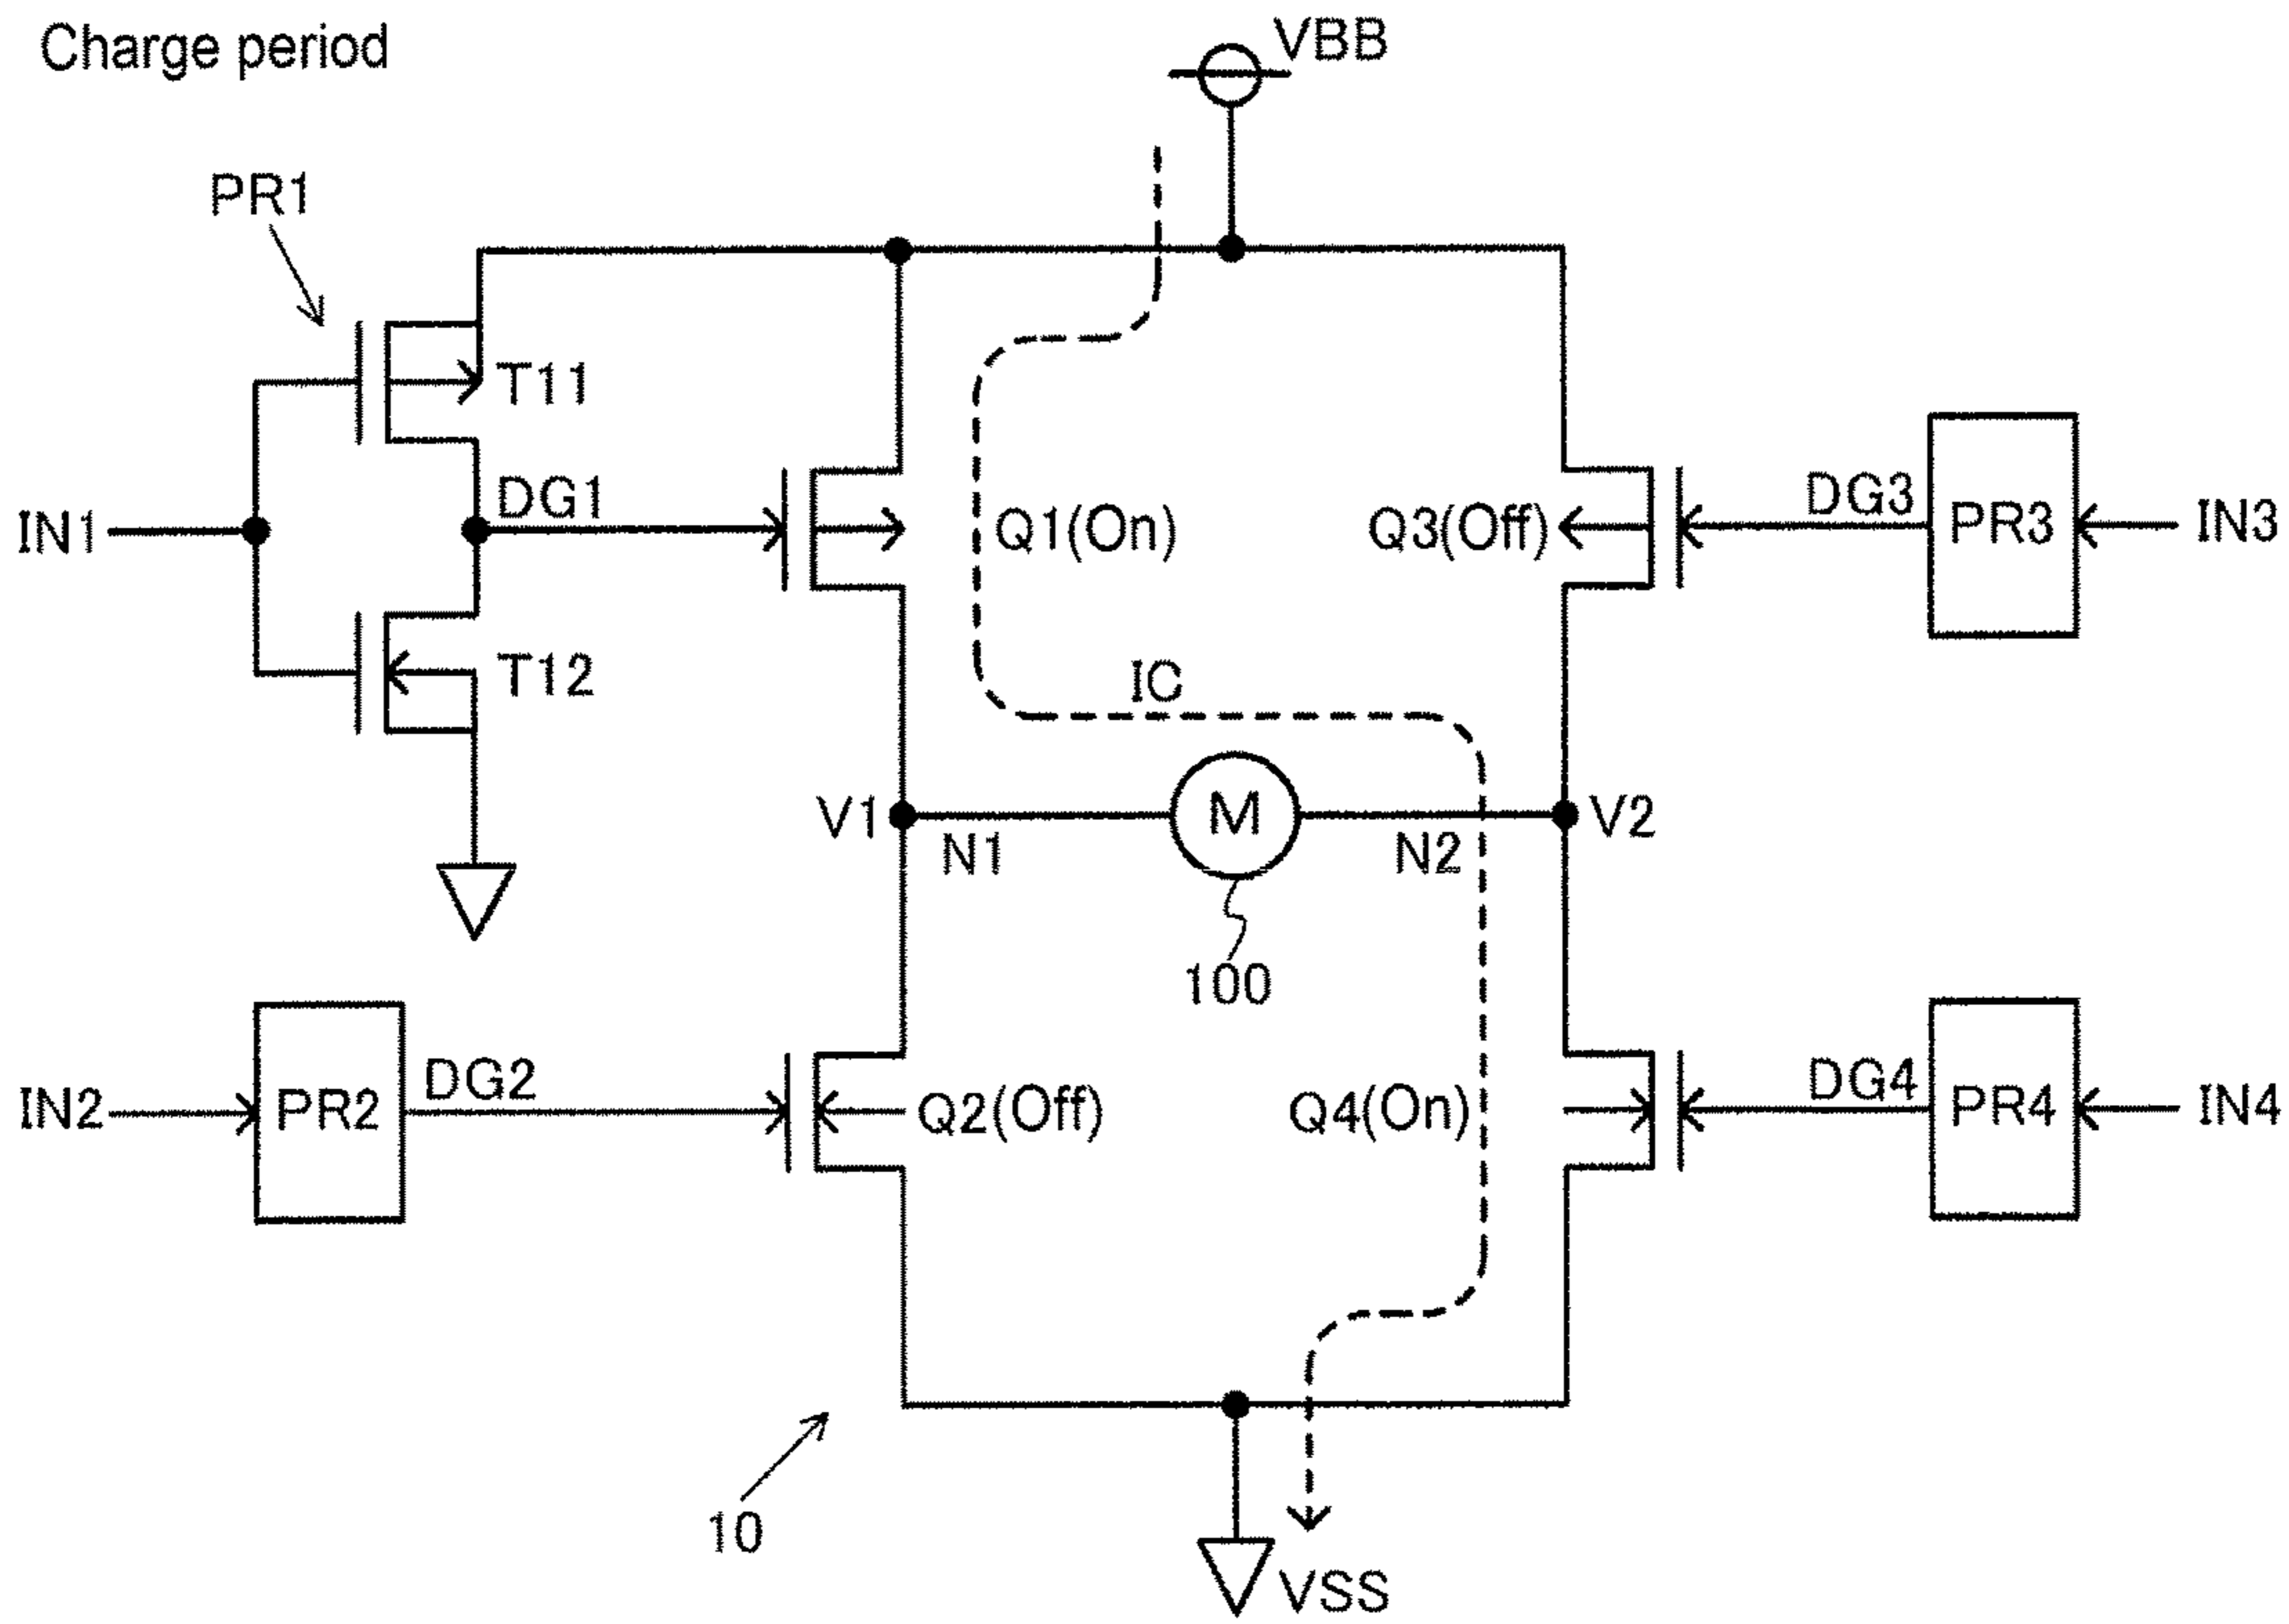 Charge period
VBB
PR1
T11
DG1
IN1
Q1(On)
Q3(Off)
DG3
PR3
IN3
T12
IC
V1
N1
M
N2
V2
100
IN2
PR2
DG2
Q2(Off)
Q4(On)
DG4
PR4
IN4
10
VSS